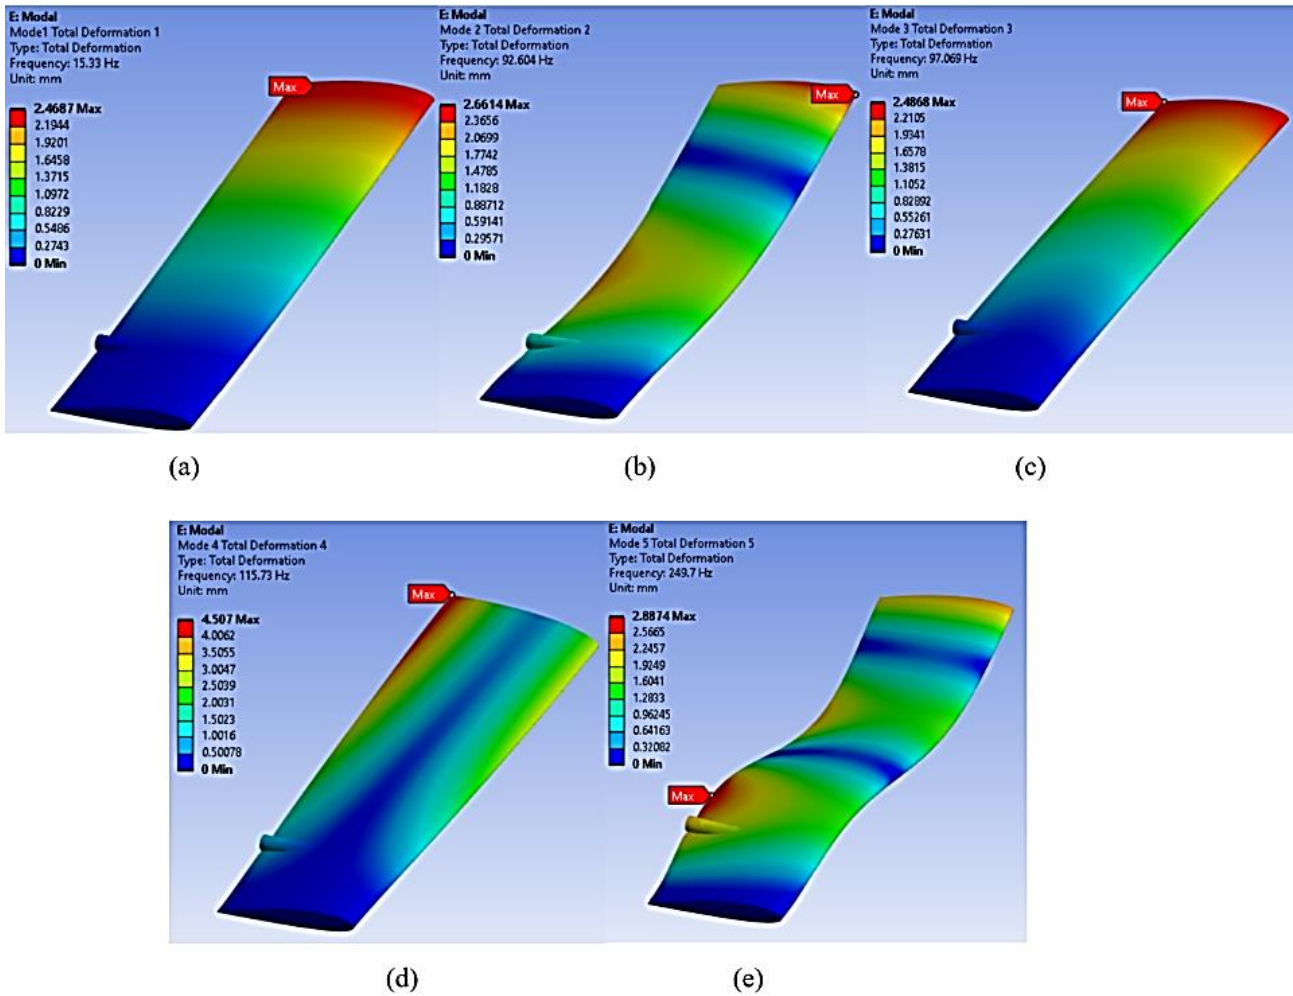 E: Modal
Mode1 Total Deformation 1
Type: Total Deformation
Frequency: 15.33 Hz
Unit: mm
2.4687 Max
2.1944
1.9201
1.6458
1.3715
1.0972
0.8229
0.5486
0.2743
0 Min
Max
E: Modal
Mode 2 Total Deformation 2
Type: Total Deformation
Frequency: 92.604 Hz
Unit: mm
2.6614 Max
2.3656
2.0699
1.7742
1.4785
1.1828
0.88712
0.59141
0.29571
0 Min
Max
E: Modal
Mode 3 Total Deformation 3
Type: Total Deformation
Frequency: 97.069 Hz
Unit: mm
2.4868 Max
2.2105
1.9341
1.6578
1.3815
1.1052
0.82892
0.55261
0.27631
0 Min
Max
(a)
(b)
(c)
E: Modal
Mode 4 Total Deformation 4
Type: Total Deformation
Frequency: 115.73 Hz
Unit: mm
4.507 Max
4.0062
3.5055
3.0047
2.5039
2.0031
1.5023
1.0016
0.50078
0 Min
Max
E: Modal
Mode 5 Total Deformation 5
Type: Total Deformation
Frequency: 249.7 Hz
Unit: mm
2.8874 Max
2.5665
2.2457
1.9249
1.6041
1.2833
0.96245
0.64163
0.32082
0 Min
Max
(d)
(e)